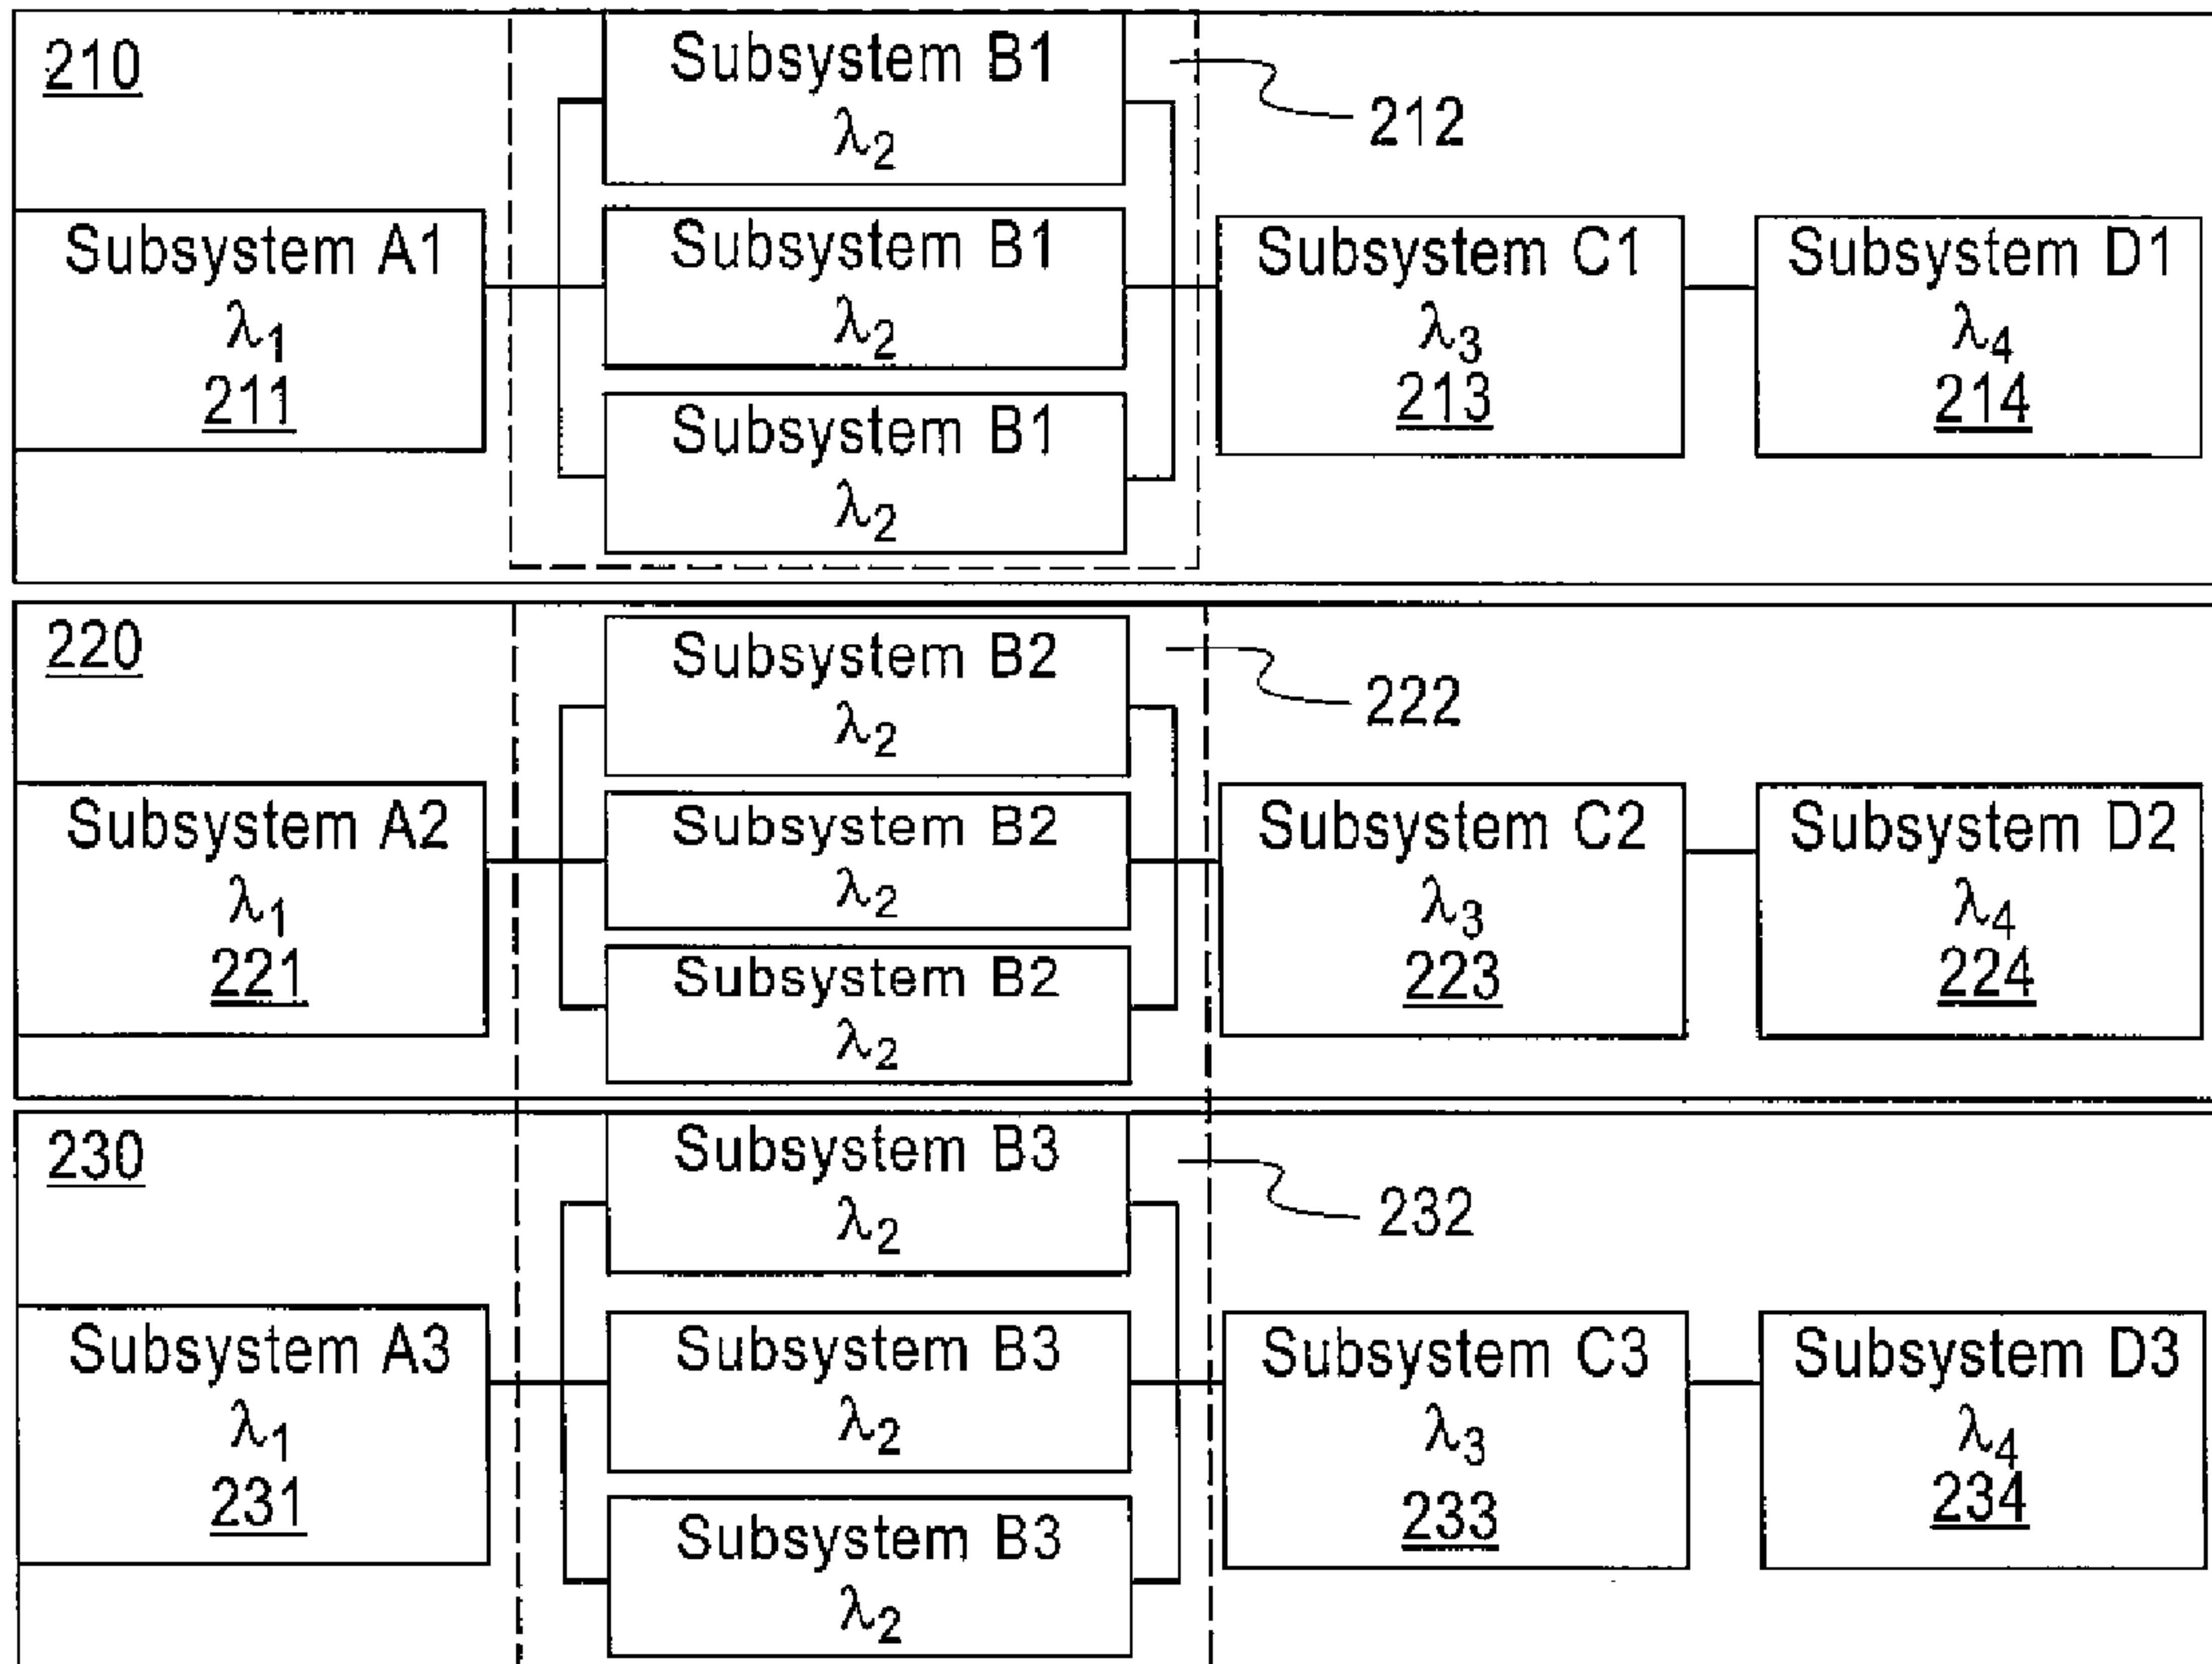 210
Subsystem B1
λ2
212
Subsystem A1
λ1
211
Subsystem B1
λ2
Subsystem C1
λ3
213
Subsystem D1
λ4
214
Subsystem B1
λ2
220
Subsystem B2
λ2
222
Subsystem A2
λ1
221
Subsystem B2
λ2
Subsystem C2
λ3
223
Subsystem D2
λ4
224
Subsystem B2
λ2
230
Subsystem B3
λ2
232
Subsystem A3
λ1
231
Subsystem B3
λ2
Subsystem C3
λ3
233
Subsystem D3
λ4
234
Subsystem B3
λ2